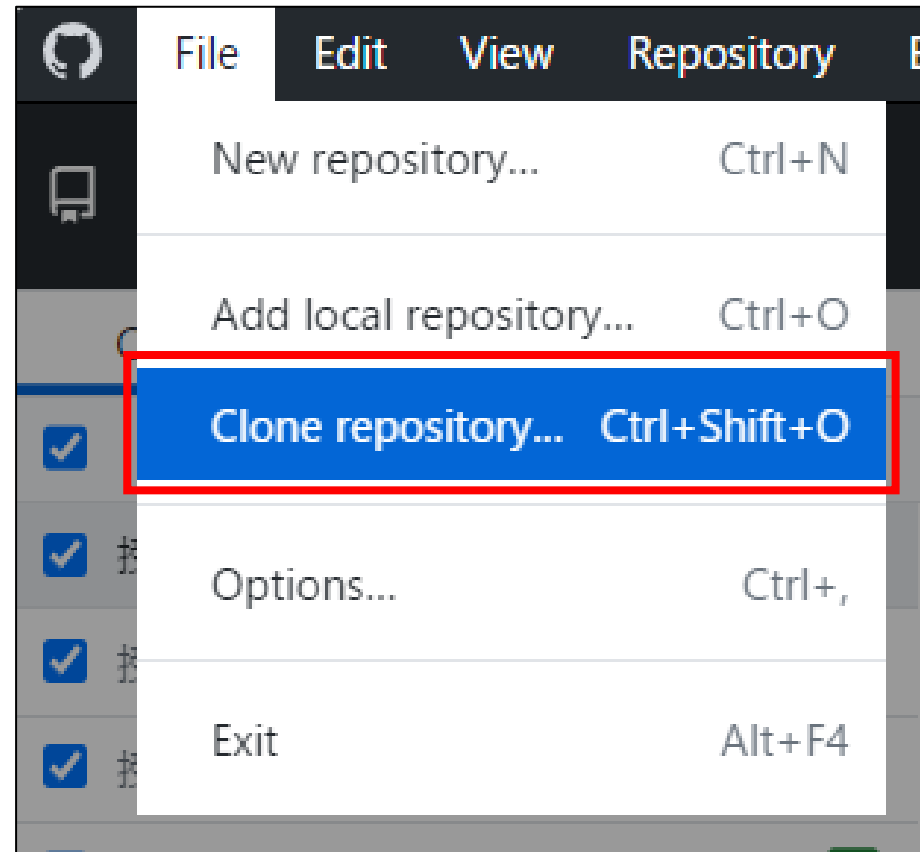 File Edit View Repository
New repository... Ctrl+N
Add local repository... Ctrl+O
Clone repository... Ctrl+Shift+O
Options... Ctrl+,
Exit Alt+F4